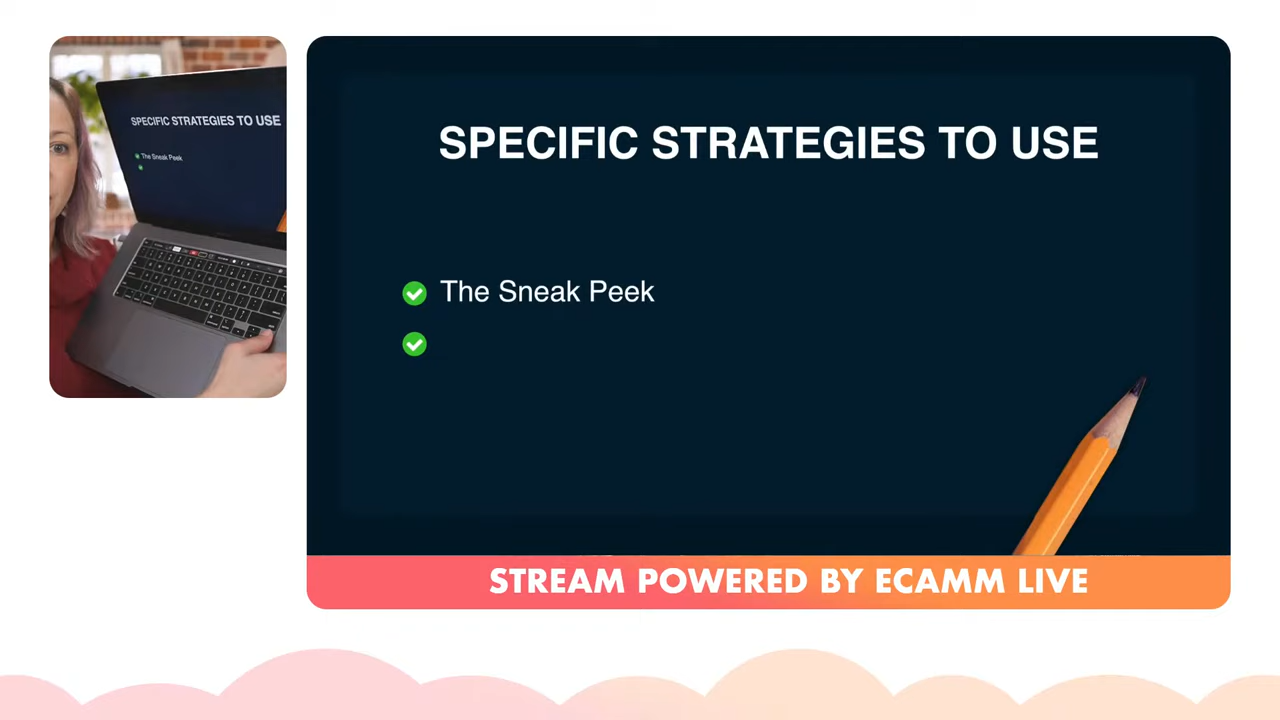 SPECIFIC STRATEGIES TO USE
The Sneak Peek
SPECIFIC STRATEGIES TO USE
The Sneak Peek
STREAM POWERED BY ECAMM LIVE